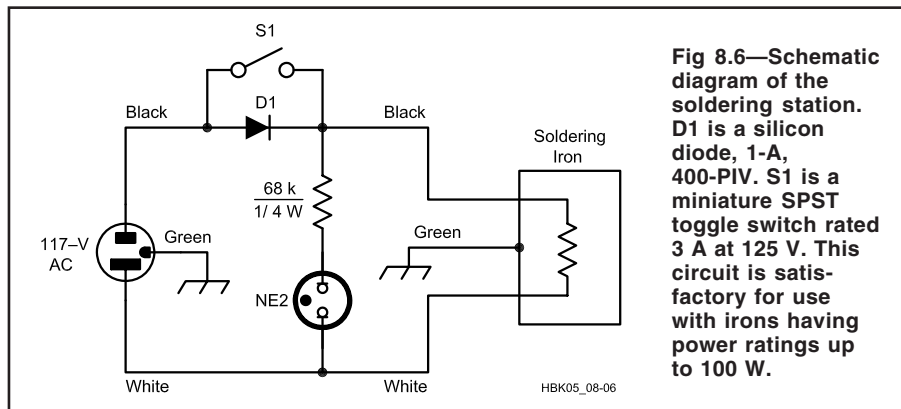 S1
D1
Black
Black
Soldering
Iron
68 k
1/ 4 W
117–V
AC
Green
Green
NE2
White
White
HBK05_08-06
Fig 8.6—Schematic
diagram of the
soldering station.
D1 is a silicon
diode, 1-A,
400-PIV. S1 is a
miniature SPST
toggle switch rated
3 A at 125 V. This
circuit is satis-
factory for use
with irons having
power ratings up
to 100 W.